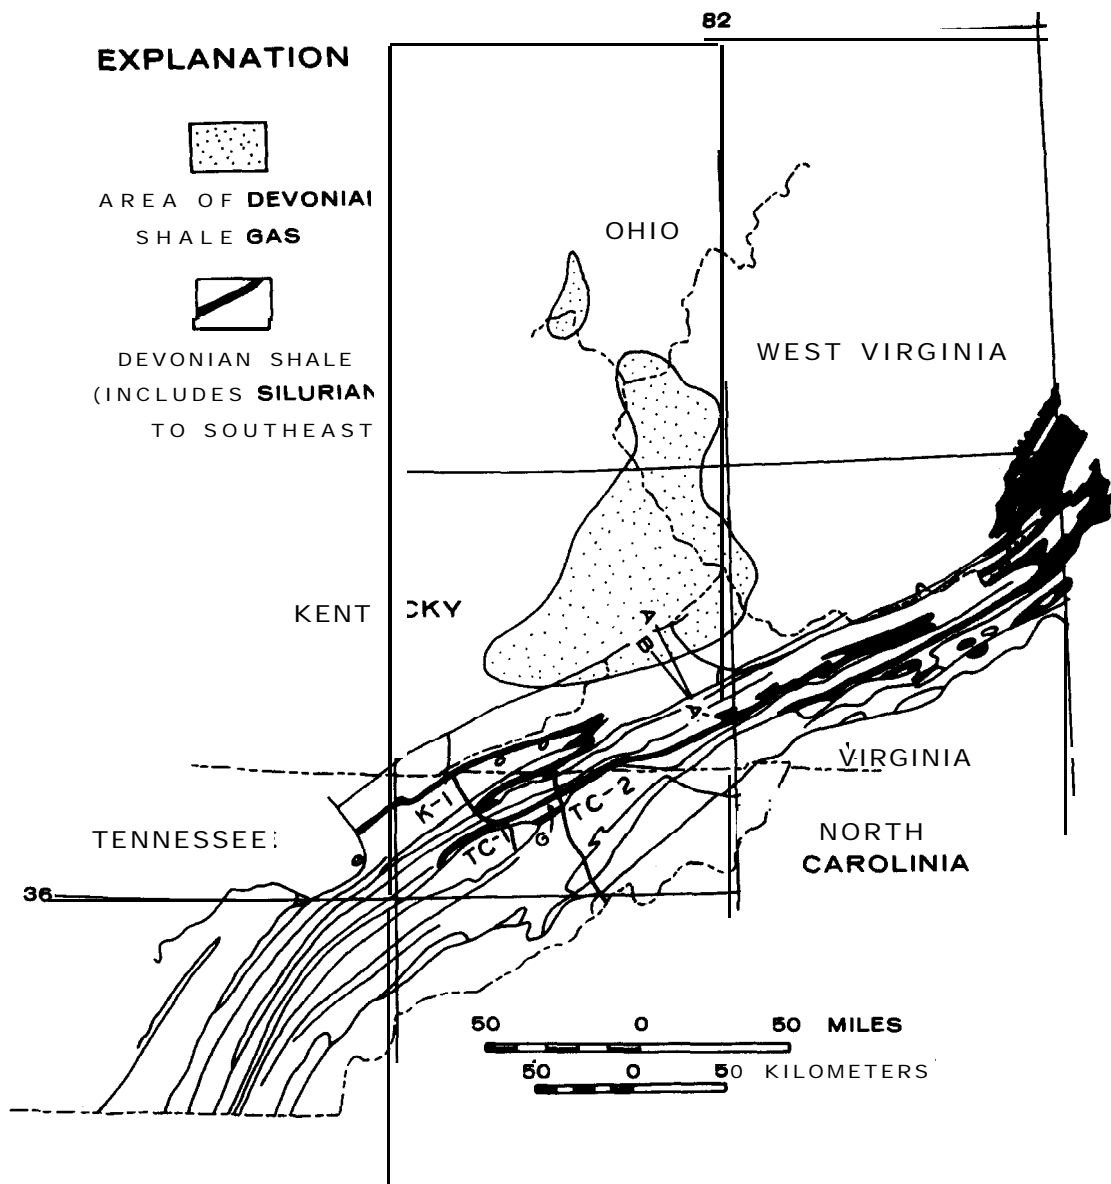 82
EXPLANATION
AREA OF DEVONIAI
SHALE GAS
DEVONIAN SHALE
(INCLUDES SILURIAN
TO SOUTHEAST
OHIO
WEST VIRGINIA
KENT CKY
A
B
A
VIRGINIA
K-1
TC-1
G
TC-2
TENNESSEE
NORTH
CAROLINIA
36
50 0 50 MILES
50 0 50 KILOMETERS